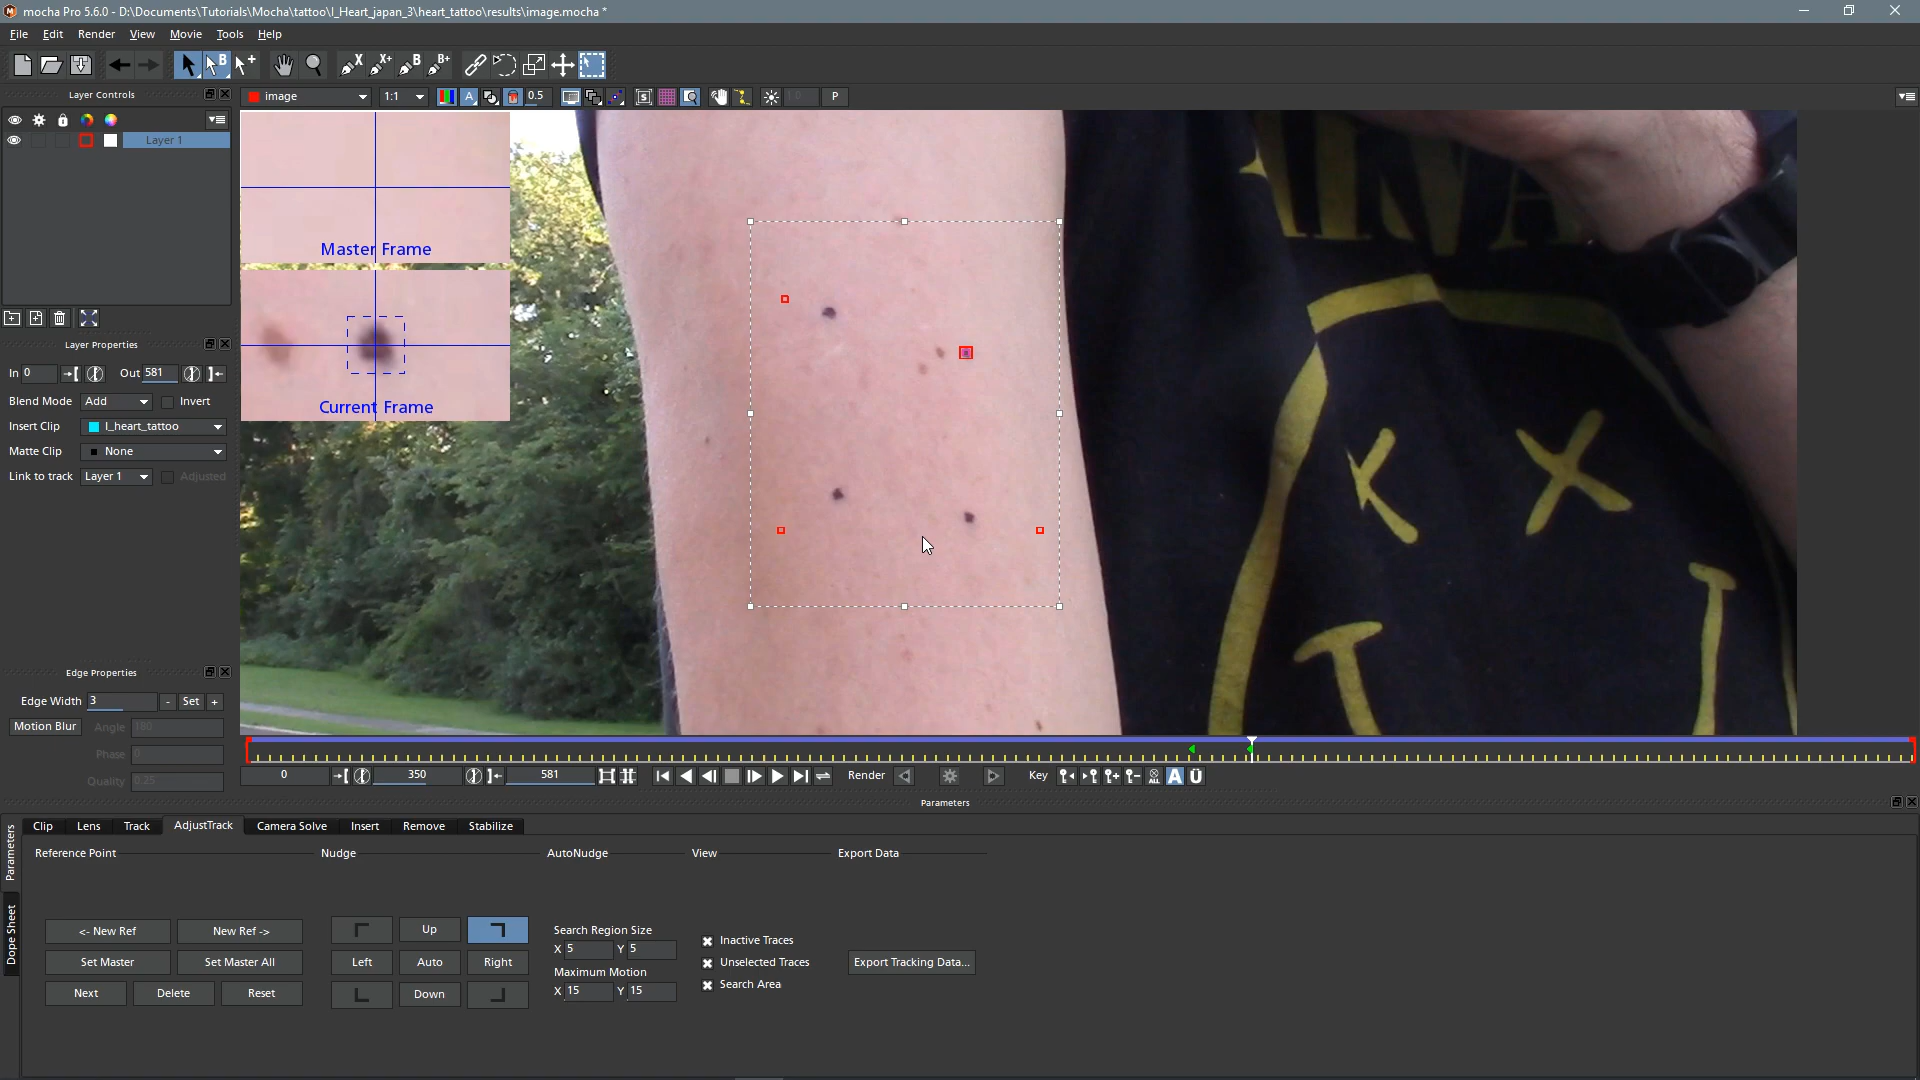 mocha Pro 5.6.0 - D:\Documents\Tutorials\Mocha\tattoo\I_Heart_japan_3\heart_tattoo\results\image.mocha *
File Edit Render View Movie Tools Help
Layer Controls
image 1:1 A 0.5 P
Layer 1
Master Frame
Current Frame
Layer Properties
In 0 Out 581
Blend Mode Add Invert
Insert Clip I_heart_tattoo
Matte Clip None
Link to track Layer 1 Adjusted
Edge Properties
Edge Width 3 - Set +
Motion Blur Angle 180
Phase 0
Quality 0.25
0 350 581 Render Key
Parameters
Parameters
Dope Sheet
Clip Lens Track AdjustTrack Camera Solve Insert Remove Stabilize
Reference Point Nudge AutoNudge View Export Data
<- New Ref New Ref -> Up
Set Master Set Master All Left Auto Right
Next Delete Reset Down
Search Region Size
X 5 Y 5
Maximum Motion
X 15 Y 15
Inactive Traces
Unselected Traces
Search Area
Export Tracking Data...